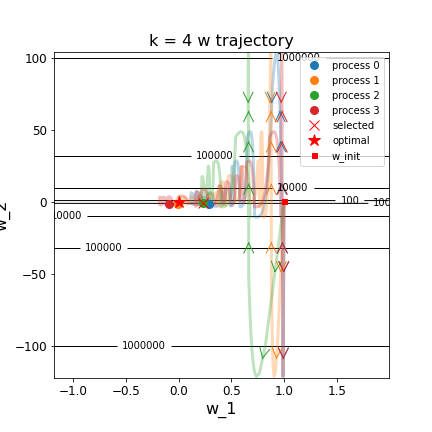 k = 4 w trajectory
100
50
0
−50
−100
w_2
1000000
process 0
process 1
process 2
process 3
selected
optimal
w_init
100000
10000
100
100
10000
100000
1000000
−1.0
−0.5
0.0
0.5
1.0
1.5
w_1